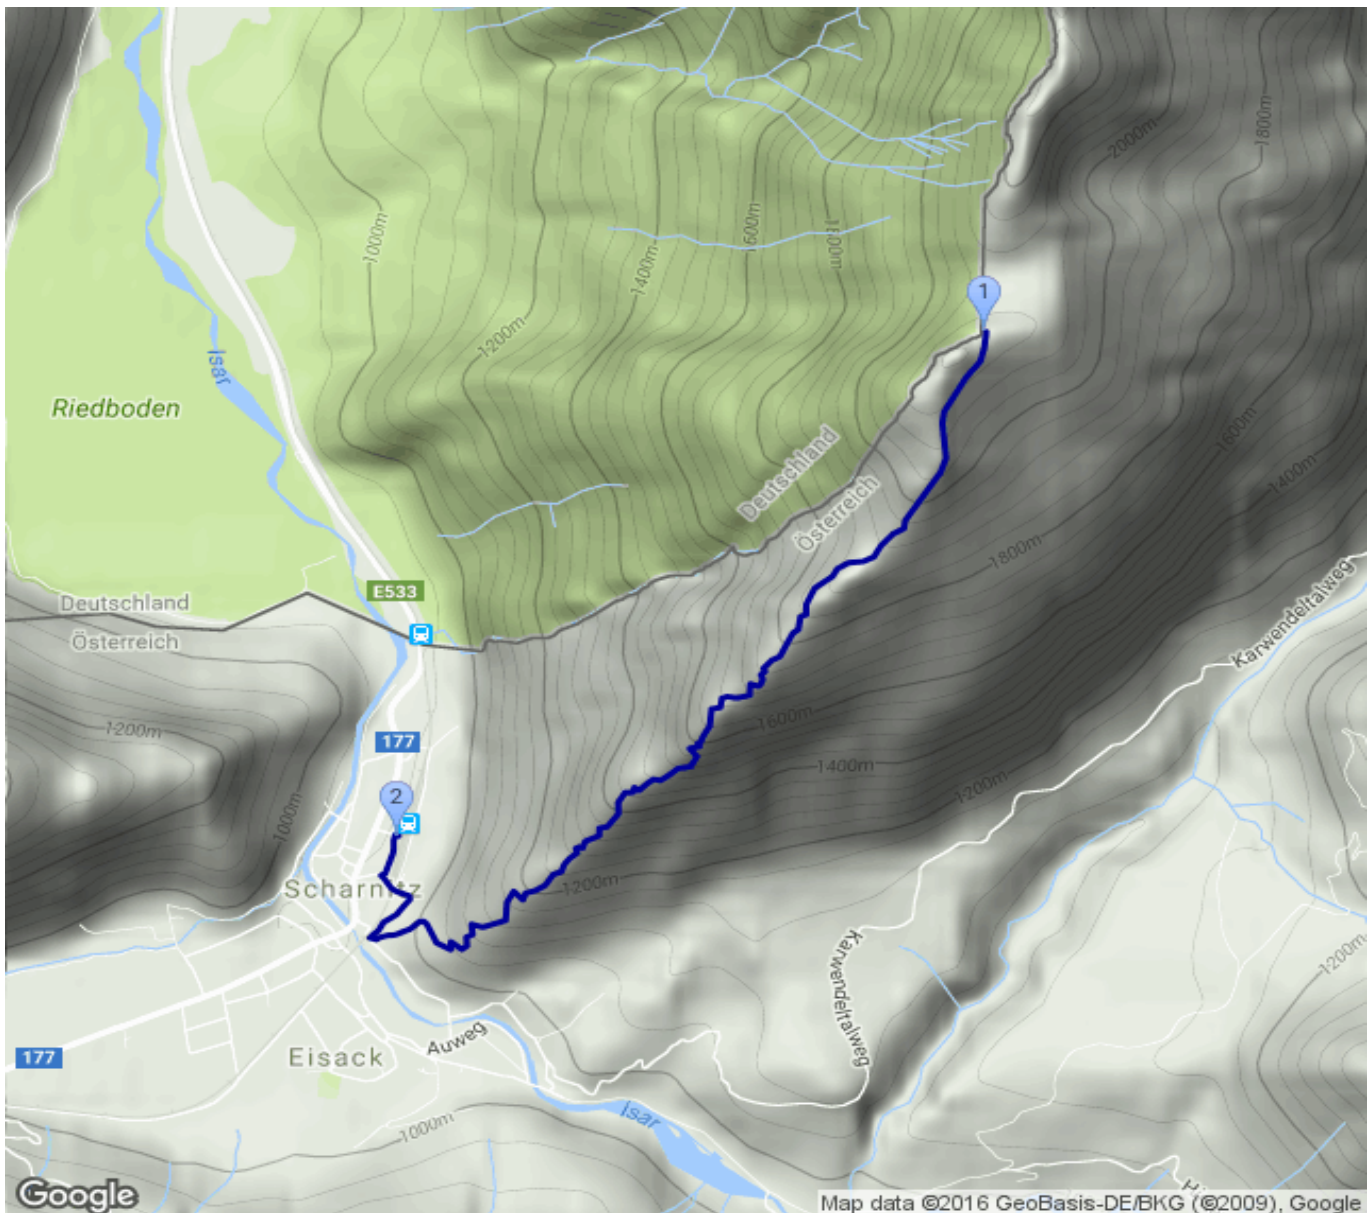 2000m
1800m
1000m
1600m
1800m
1400m
1200m
1
Isar
Riedboden
Deutschland
Österreich
1600m
1400m
1800m
E533
Deutschland
Österreich
Karwendeltalweg
1200m
177
1600m
1400m
1200m
2
1000m
Scharnitz
1200m
Karwendeltalweg
1200m
177
Eisack
Auweg
Isar
1000m
Google
Map data ©2016 GeoBasis-DE/BKG (©2009), Google